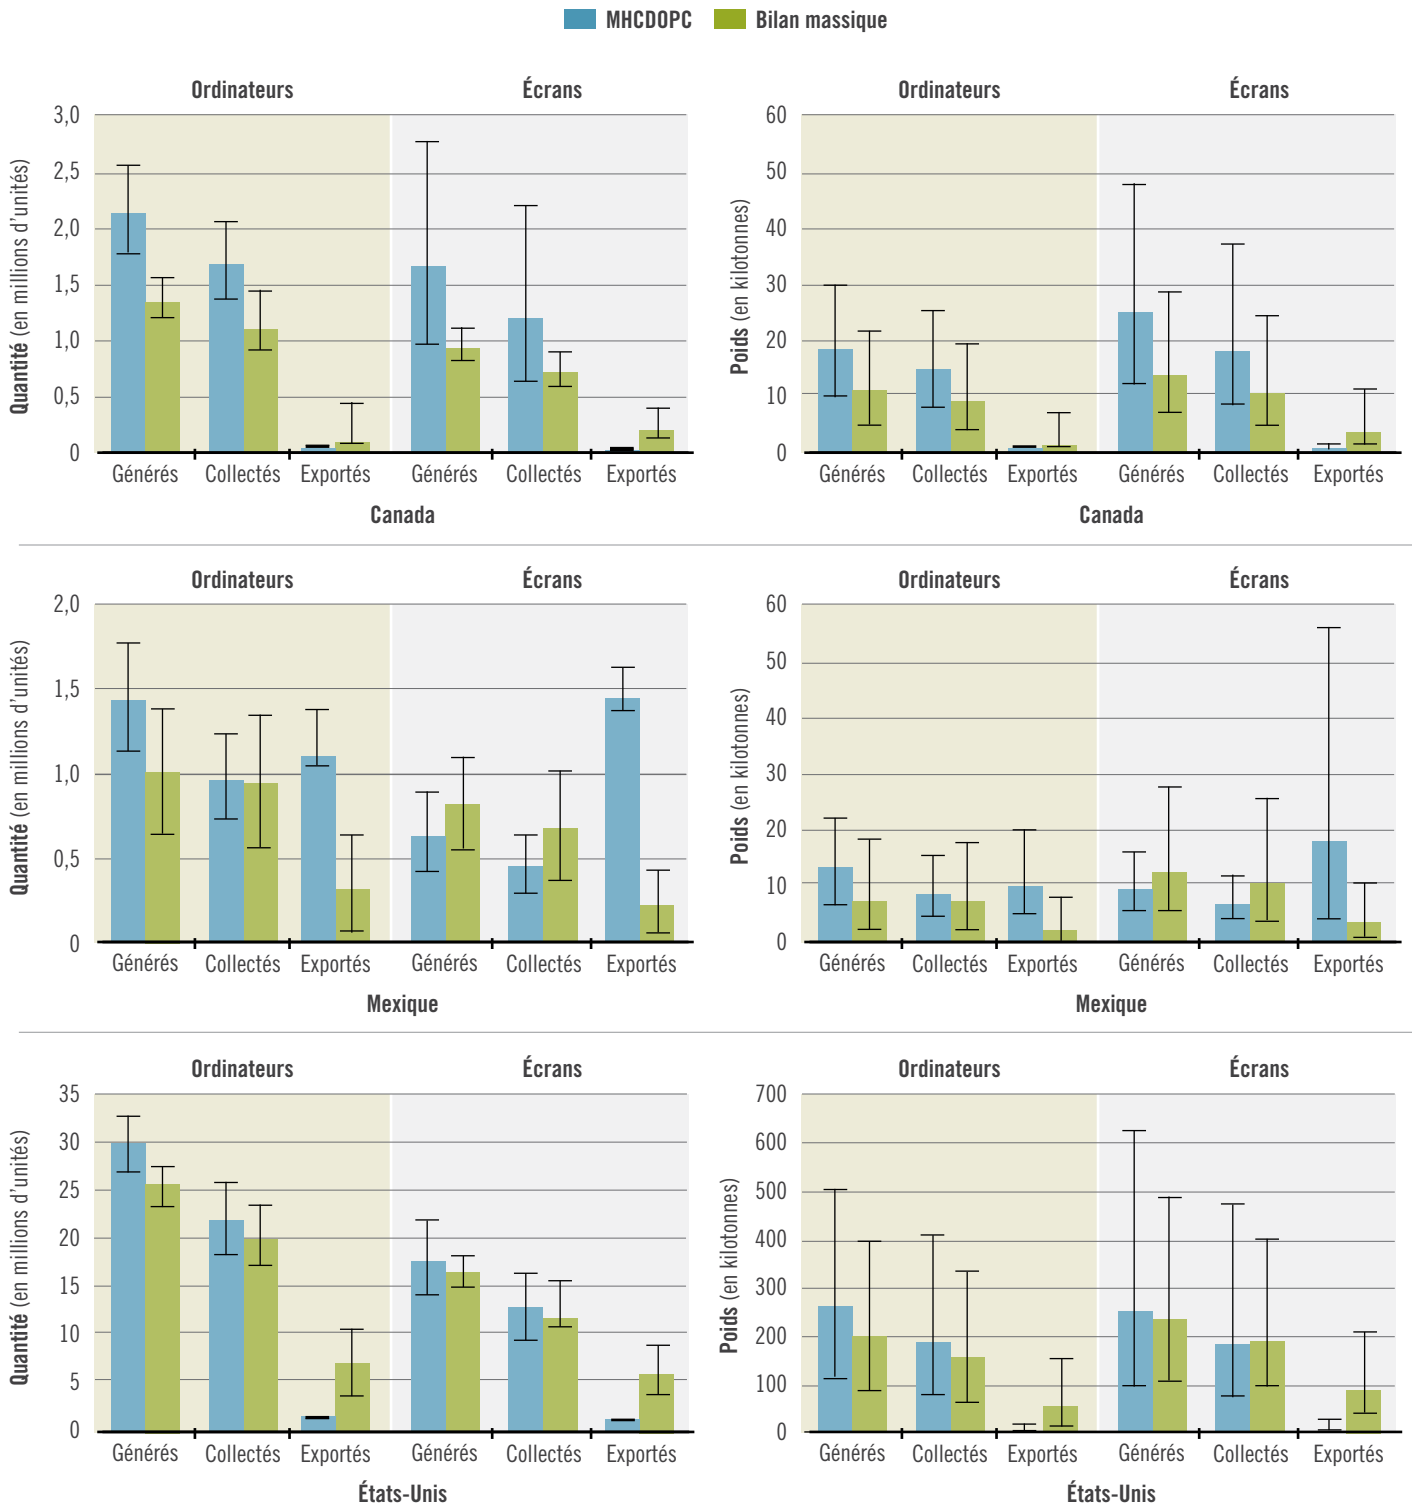 MHCDOPC Bilan massique
Ordinateurs Écrans
Quantité (en millions d'unités)
3,0
2,5
2,0
1,5
1,0
0,5
0
Générés Collectés Exportés Générés Collectés Exportés
Canada
Ordinateurs Écrans
Poids (en kilotonnes)
60
50
40
30
20
10
0
Générés Collectés Exportés Générés Collectés Exportés
Canada
Ordinateurs Écrans
Quantité (en millions d'unités)
2,0
1,5
1,0
0,5
0
Générés Collectés Exportés Générés Collectés Exportés
Mexique
Ordinateurs Écrans
Poids (en kilotonnes)
60
50
40
30
20
10
0
Générés Collectés Exportés Générés Collectés Exportés
Mexique
Ordinateurs Écrans
Quantité (en millions d'unités)
35
30
25
20
15
10
5
0
Générés Collectés Exportés Générés Collectés Exportés
États-Unis
Ordinateurs Écrans
Poids (en kilotonnes)
700
600
500
400
300
200
100
0
Générés Collectés Exportés Générés Collectés Exportés
États-Unis